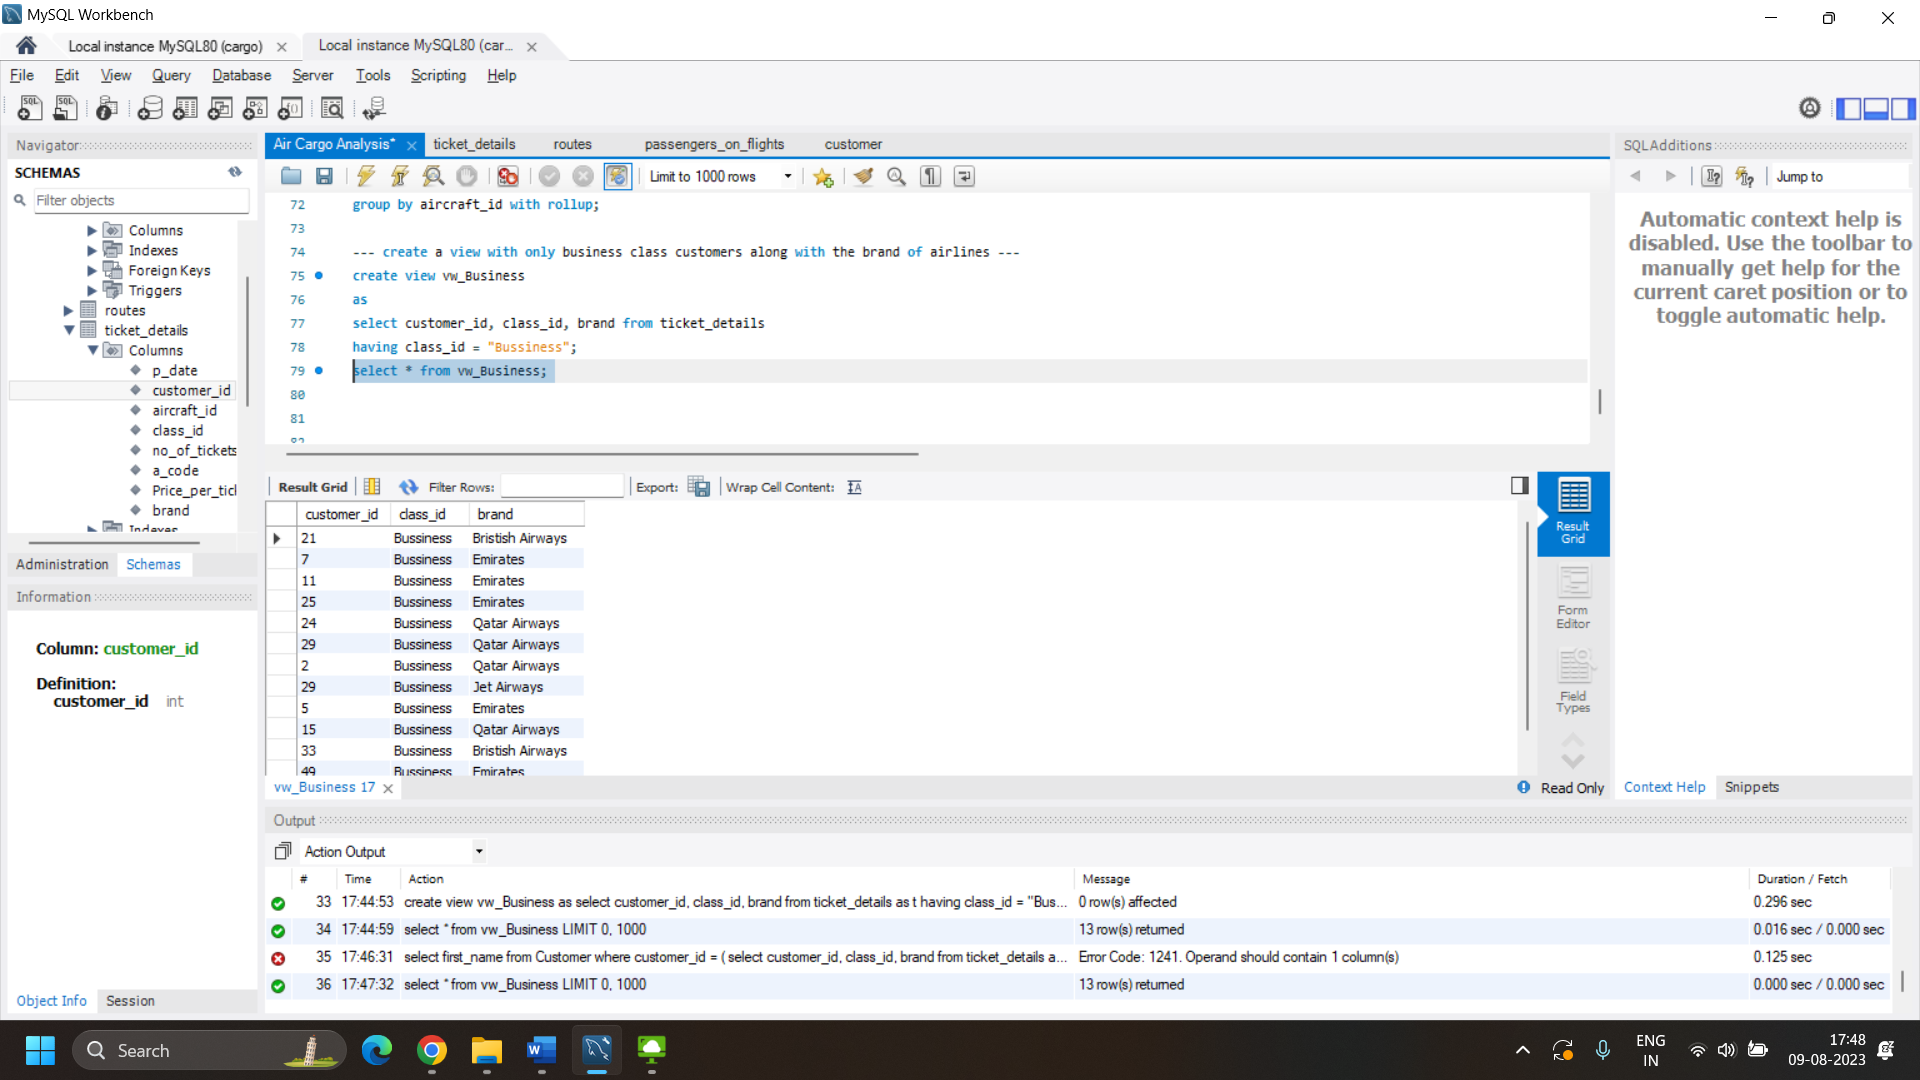 MySQL Workbench
Local instance MySQL80 (cargo)
Local instance MySQL80 (car...
File Edit View Query Database Server Tools Scripting Help
Navigator
SCHEMAS
Filter objects
Columns
Indexes
Foreign Keys
Triggers
routes
ticket_details
Columns
p_date
customer_id
aircraft_id
class_id
no_of_tickets
a_code
Price_per_ticl
brand
Indexes
Administration Schemas
Information
Column: customer_id
Definition:
customer_id int
Object Info Session
Air Cargo Analysis* ticket_details routes passengers_on_flights customer
Limit to 1000 rows
72 group by aircraft_id with rollup;
73
74 --- create a view with only business class customers along with the brand of airlines ---
75 create view vw_Business
76 as
77 select customer_id, class_id, brand from ticket_details
78 having class_id = "Bussiness";
79 select * from vw_Business;
80
81
82
Result Grid Filter Rows: Export: Wrap Cell Content:
customer_id class_id brand
21 Bussiness Bristish Airways
7 Bussiness Emirates
11 Bussiness Emirates
25 Bussiness Emirates
24 Bussiness Qatar Airways
29 Bussiness Qatar Airways
2 Bussiness Qatar Airways
29 Bussiness Jet Airways
5 Bussiness Emirates
15 Bussiness Qatar Airways
33 Bussiness Bristish Airways
49 Bussiness Emirates
Result Grid
Form Editor
Field Types
vw_Business 17
Read Only
SQLAdditions
Jump to
Automatic context help is
disabled. Use the toolbar to
manually get help for the
current caret position or to
toggle automatic help.
Context Help Snippets
Output
Action Output
# Time Action Message Duration / Fetch
33 17:44:53 create view vw_Business as select customer_id, class_id, brand from ticket_details as t having class_id = "Bus... 0 row(s) affected 0.296 sec
34 17:44:59 select * from vw_Business LIMIT 0, 1000 13 row(s) returned 0.016 sec / 0.000 sec
35 17:46:31 select first_name from Customer where customer_id = ( select customer_id, class_id, brand from ticket_details a... Error Code: 1241. Operand should contain 1 column(s) 0.125 sec
36 17:47:32 select * from vw_Business LIMIT 0, 1000 13 row(s) returned 0.000 sec / 0.000 sec
Search
ENG
IN
17:48
09-08-2023